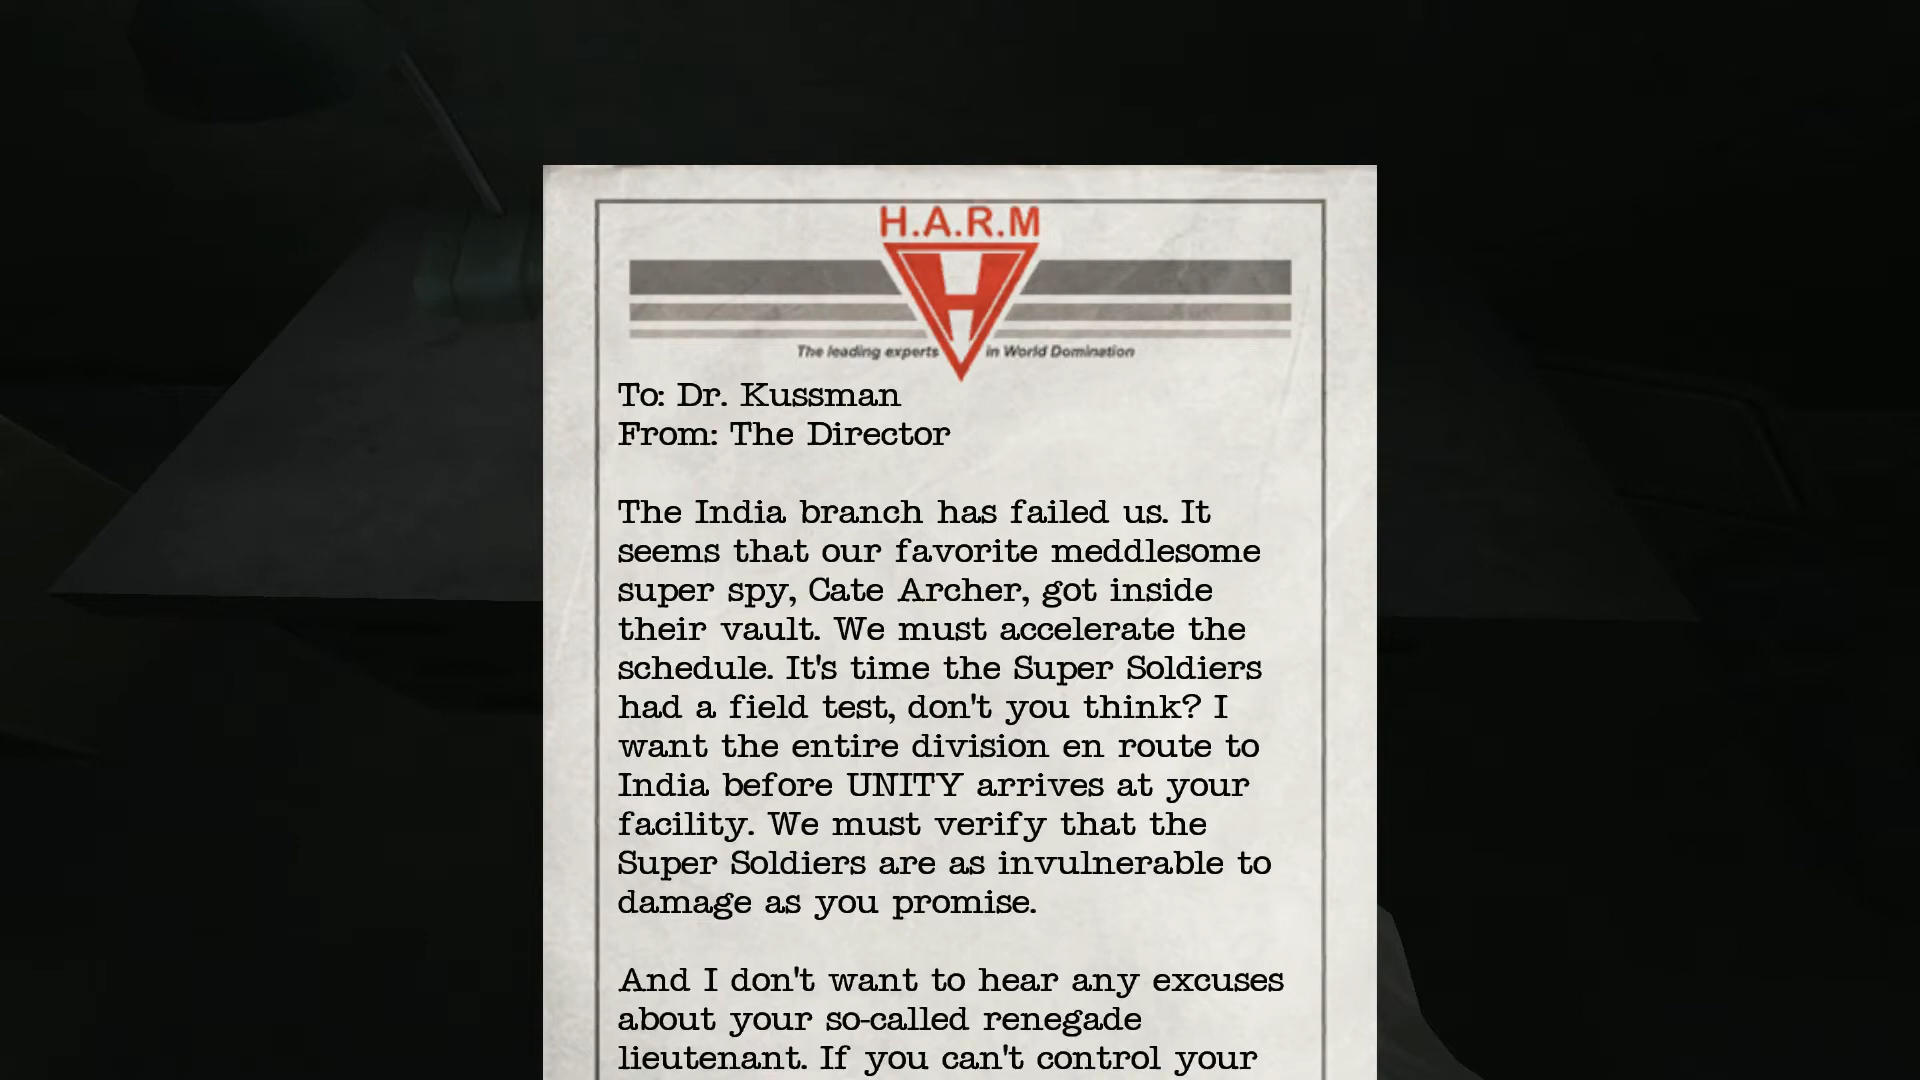 H.A.R.M
H
The leading experts in World Domination
To: Dr. Kussman
From: The Director
The India branch has failed us. It
seems that our favorite meddlesome
super spy, Cate Archer, got inside
their vault. We must accelerate the
schedule. It's time the Super Soldiers
had a field test, don't you think? I
want the entire division en route to
India before UNITY arrives at your
facility. We must verify that the
Super Soldiers are as invulnerable to
damage as you promise.
And I don't want to hear any excuses
about your so-called renegade
lieutenant. If you can't control your